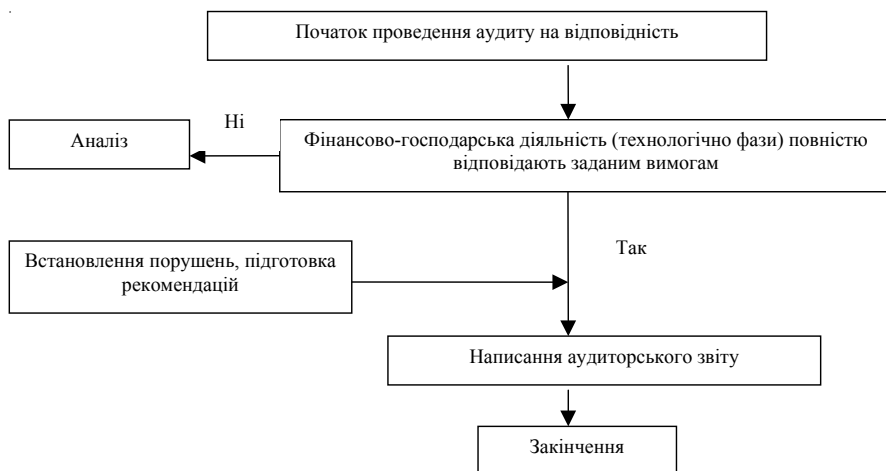 Початок проведення аудиту на відповідність
Ні
Аналіз
Фінансово-господарська діяльність (технологічно фази) повністю
відповідають заданим вимогам
Так
Встановлення порушень, підготовка
рекомендацій
Написання аудиторського звіту
Закінчення